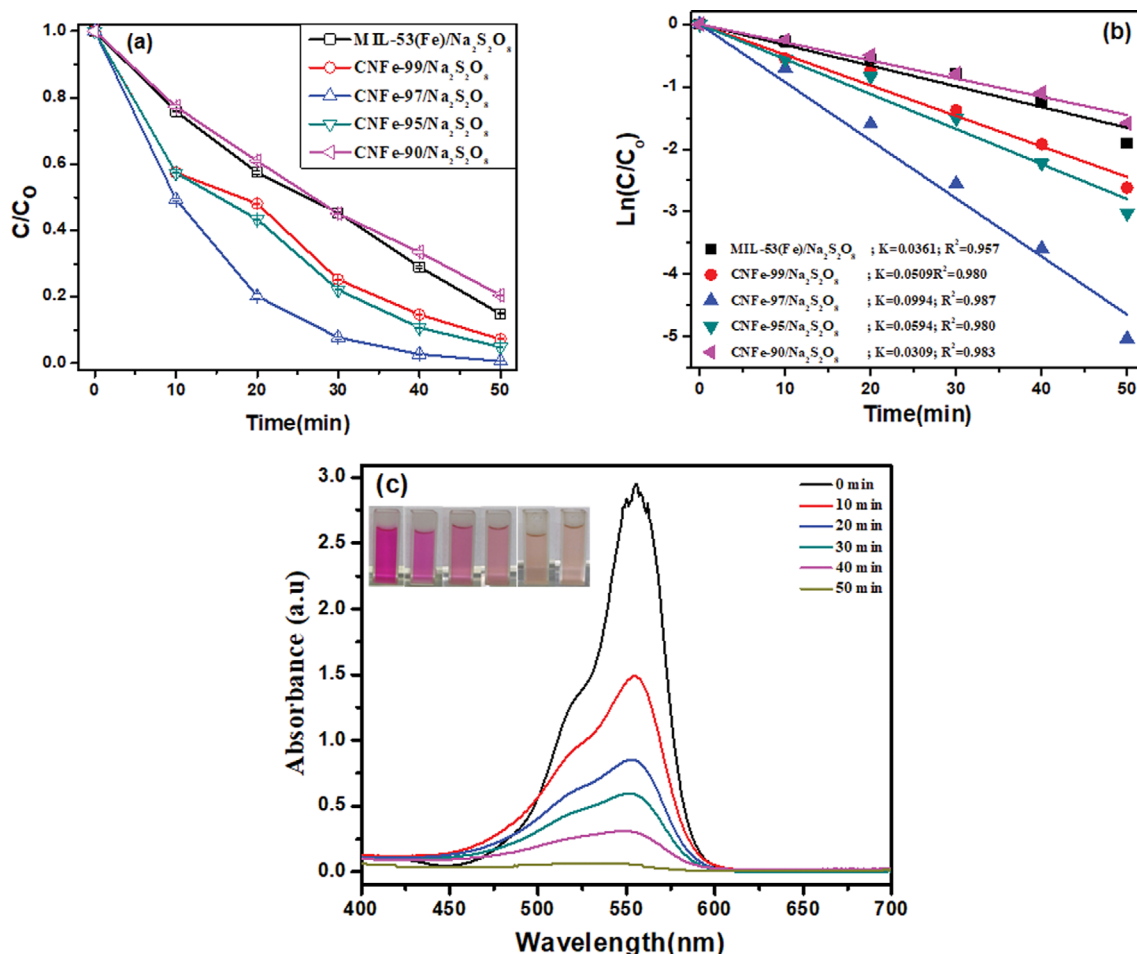 (a)
MIL-53(Fe)/Na₂S₂O₈
CNFe-99/Na₂S₂O₈
CNFe-97/Na₂S₂O₈
CNFe-95/Na₂S₂O₈
CNFe-90/Na₂S₂O₈
1.0
0.8
0.6
0.4
0.2
0.0
C/C₀
0 10 20 30 40 50
Time(min)
(b)
0
-1
-2
-3
-4
-5
Ln(C/C₀)
MIL-53(Fe)/Na₂S₂O₈ ; K=0.0361; R²=0.957
CNFe-99/Na₂S₂O₈ ; K=0.0509R²=0.980
CNFe-97/Na₂S₂O₈ ; K=0.0994; R²=0.987
CNFe-95/Na₂S₂O₈ ; K=0.0594; R²=0.980
CNFe-90/Na₂S₂O₈ ; K=0.0309; R²=0.983
0 10 20 30 40 50
Time(min)
(c)
0 min
10 min
20 min
30 min
40 min
50 min
3.0
2.5
2.0
1.5
1.0
0.5
0.0
Absorbance (a.u)
400 450 500 550 600 650 700
Wavelength(nm)